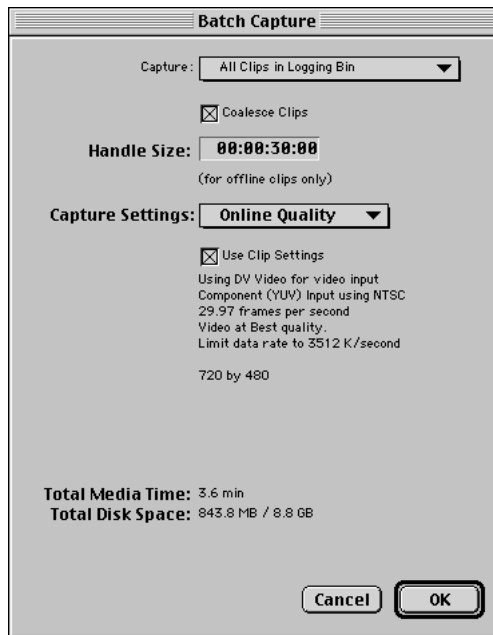 Batch Capture
Capture: All Clips in Logging Bin
Coalesce Clips
Handle Size: 00:00:30:00
(for offline clips only)
Capture Settings: Online Quality
Use Clip Settings
Using DV Video for video input
Component (YUV) Input using NTSC
29.97 frames per second
Video at Best quality.
Limit data rate to 3512 K/second
720 by 480
Total Media Time: 3.6 min
Total Disk Space: 843.8 MB / 8.8 GB
Cancel OK